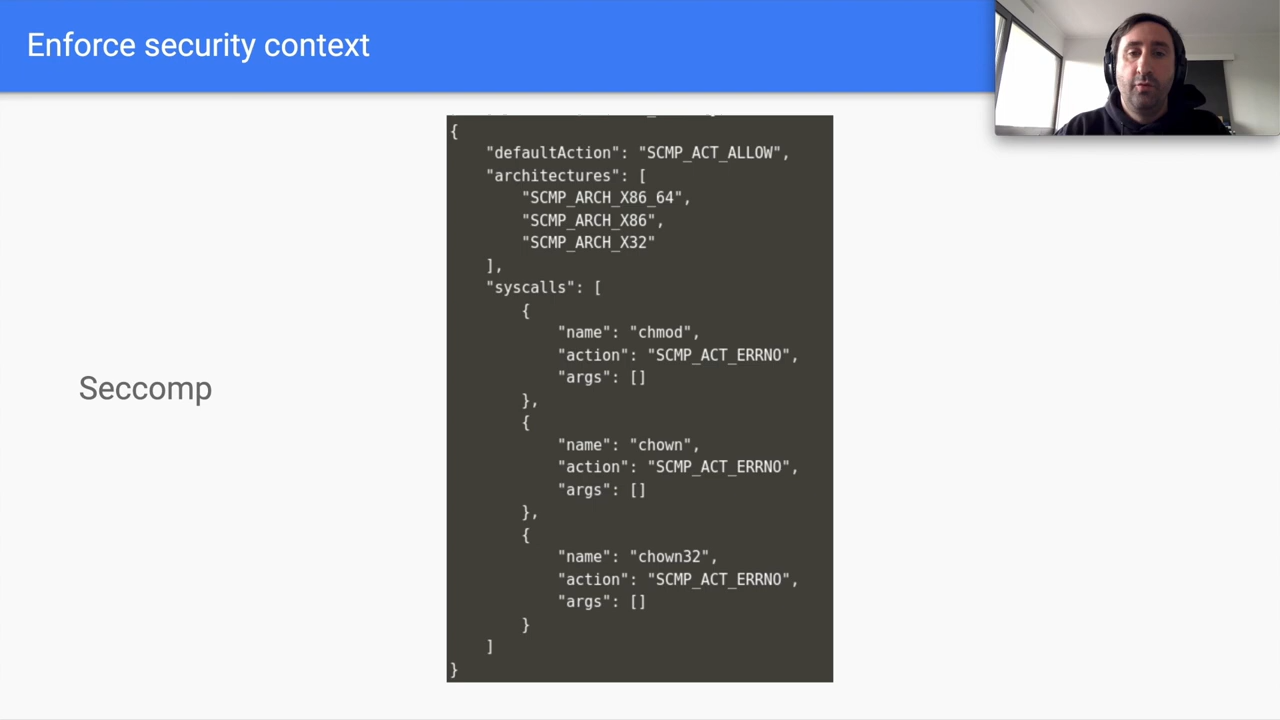 Enforce security context
Seccomp
{
    "defaultAction": "SCMP_ACT_ALLOW",
    "architectures": [
        "SCMP_ARCH_X86_64",
        "SCMP_ARCH_X86",
        "SCMP_ARCH_X32"
    ],
    "syscalls": [
        {
            "name": "chmod",
            "action": "SCMP_ACT_ERRNO",
            "args": []
        },
        {
            "name": "chown",
            "action": "SCMP_ACT_ERRNO",
            "args": []
        },
        {
            "name": "chown32",
            "action": "SCMP_ACT_ERRNO",
            "args": []
        }
    ]
}